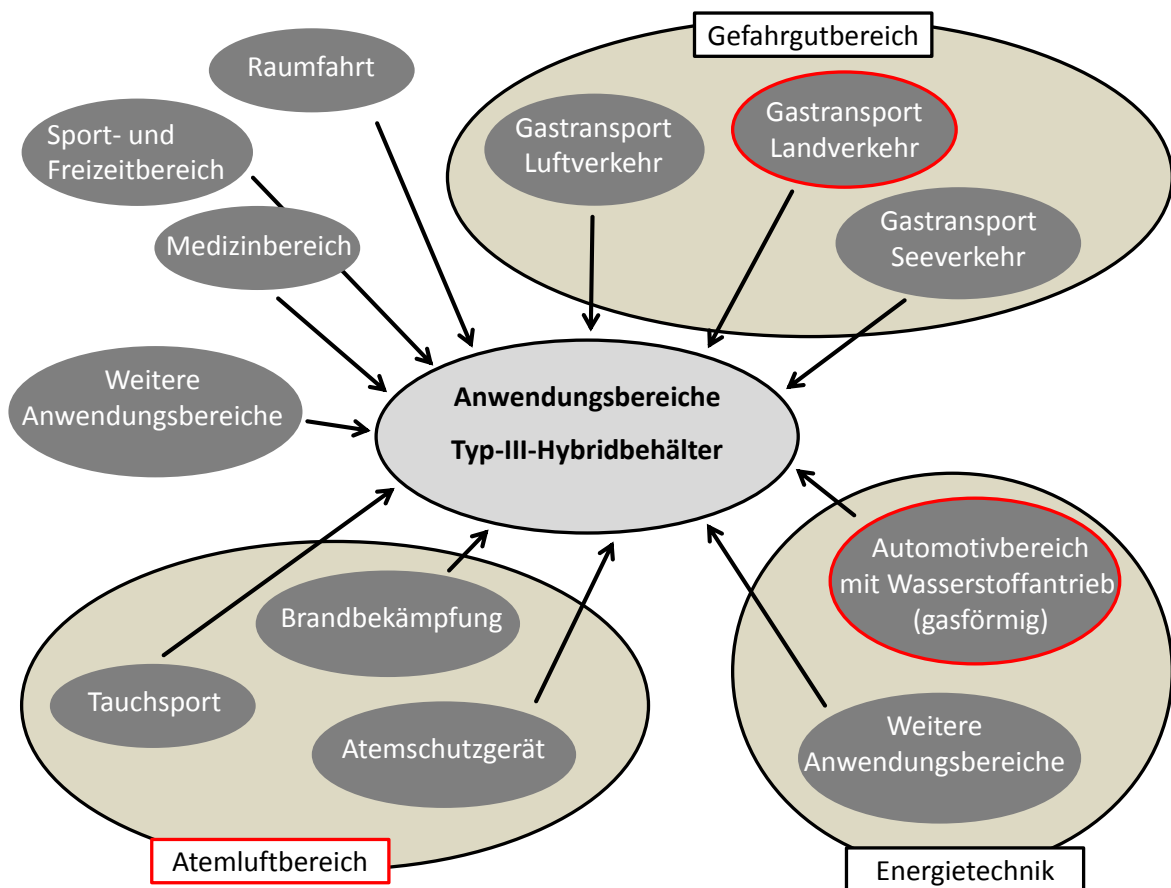 Gefahrgutbereich
Raumfahrt
Gastransport
Luftverkehr
Gastransport
Landverkehr
Sport- und
Freizeitbereich
Gastransport
Seeverkehr
Medizinbereich
Weitere
Anwendungsbereiche
Anwendungsbereiche
Typ-III-Hybridbehälter
Automotivbereich
mit Wasserstoffantrieb
(gasförmig)
Brandbekämpfung
Tauchsport
Atemschutzgerät
Weitere
Anwendungsbereiche
Atemluftbereich
Energietechnik